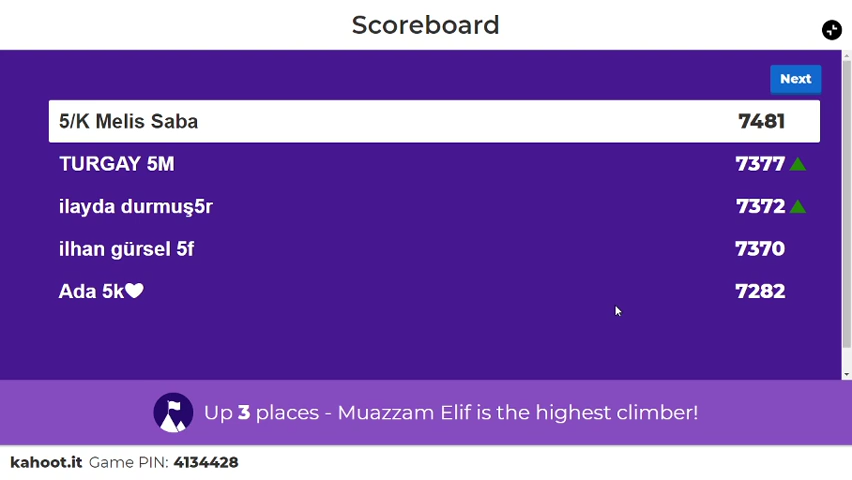 Scoreboard
Next
5/K Melis Saba 7481
TURGAY 5M 7377
ilayda durmuş5r 7372
ilhan gürsel 5f 7370
Ada 5k 7282
Up 3 places - Muazzam Elif is the highest climber!
kahoot.it Game PIN: 4134428